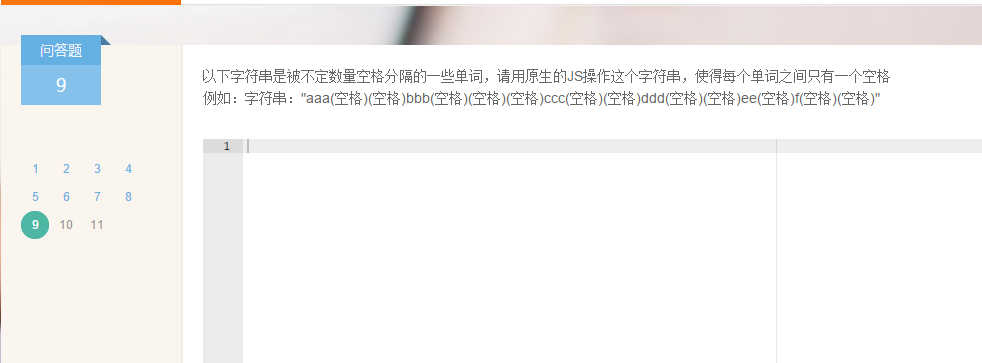 问答题
9
以下字符串是被不定数量空格分隔的一些单词，请用原生的JS操作这个字符串，使得每个单词之间只有一个空格
例如：字符串："aaa(空格)(空格)bbb(空格)(空格)(空格)ccc(空格)(空格)ddd(空格)(空格)ee(空格)f(空格)(空格)"
1
1 2 3 4
5 6 7 8
9 10 11